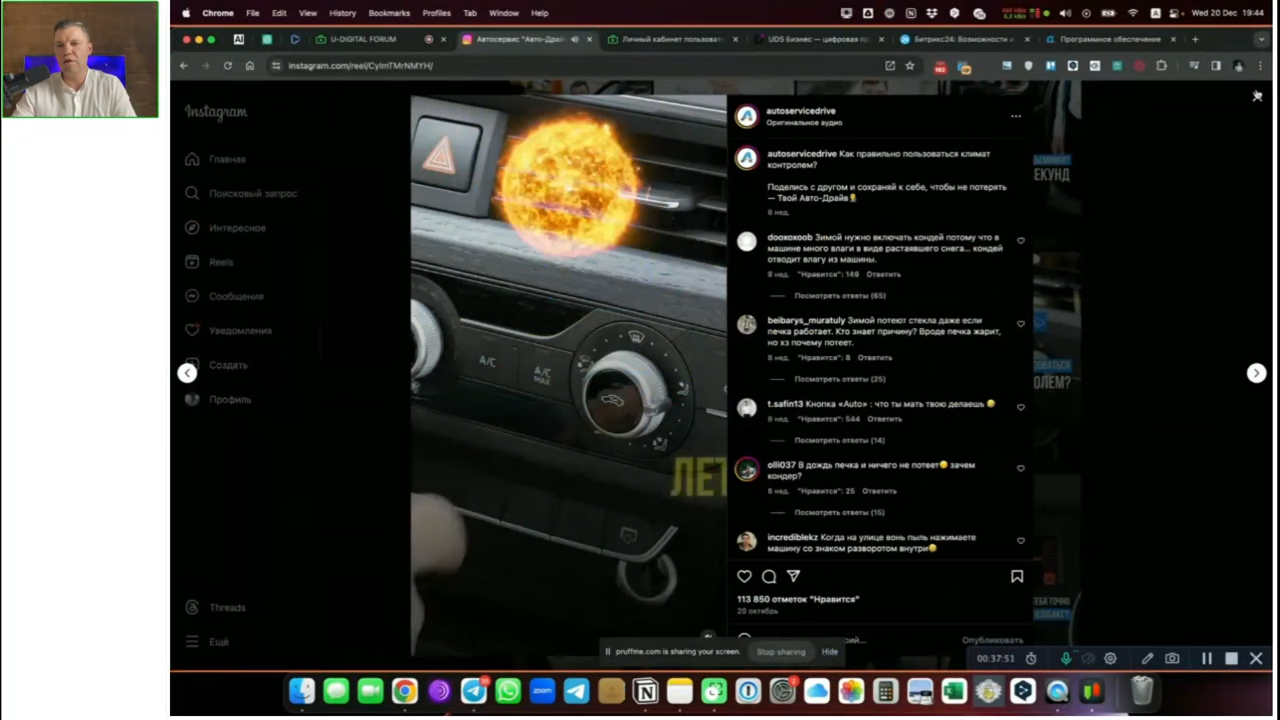 Chrome File Edit View History Bookmarks Profiles Tab Window Help
Wed 20 Dec 19:44
U-DIGITAL FORUM
Автосервис "Авто-Драй
Личный кабинет пользоват
UDS Бизнес — цифровая п
Битрикс24: Возможности и
Программное обеспечение
instagram.com/reel/CylmTMrNMYH/
Instagram
Главная
Поисковый запрос
Интересное
Reels
Сообщения
Уведомления
Создать
Профиль
Threads
Ещё
A/C
A/C MAX
ЛЕТ
autoservicedrive
Оригинальное аудио
autoservicedrive Как правильно пользоваться климат
контролем?
Поделись с другом и сохраняй к себе, чтобы не потерять
— Твой Авто-Драйв
8 нед.
dooxoxoob Зимой нужно включать кондей потому что в
машине много влаги в виде растаявшего снега... кондей
отводит влагу из машины.
8 нед. "Нравится": 149 Ответить
Посмотреть ответы (65)
beibarys_muratuly Зимой потеют стекла даже если
печка работает. Кто знает причину? Вроде печка жарит,
но хз почему потеет.
8 нед. "Нравится": 8 Ответить
Посмотреть ответы (25)
t.safin13 Кнопка «Auto» : что ты мать твою делаешь
8 нед. "Нравится": 544 Ответить
Посмотреть ответы (14)
olli037 В дождь печка и ничего не потеет зачем
кондер?
8 нед. "Нравится": 25 Ответить
Посмотреть ответы (15)
incrediblekz Когда на улице вонь пыль нажимаете
машину со знаком разворотом внутри
113 850 отметок "Нравится"
20 октябрь
Опубликовать
ЕКУНД
ОЛЕМ?
pruffme.com is sharing your screen. Stop sharing Hide
00:37:51